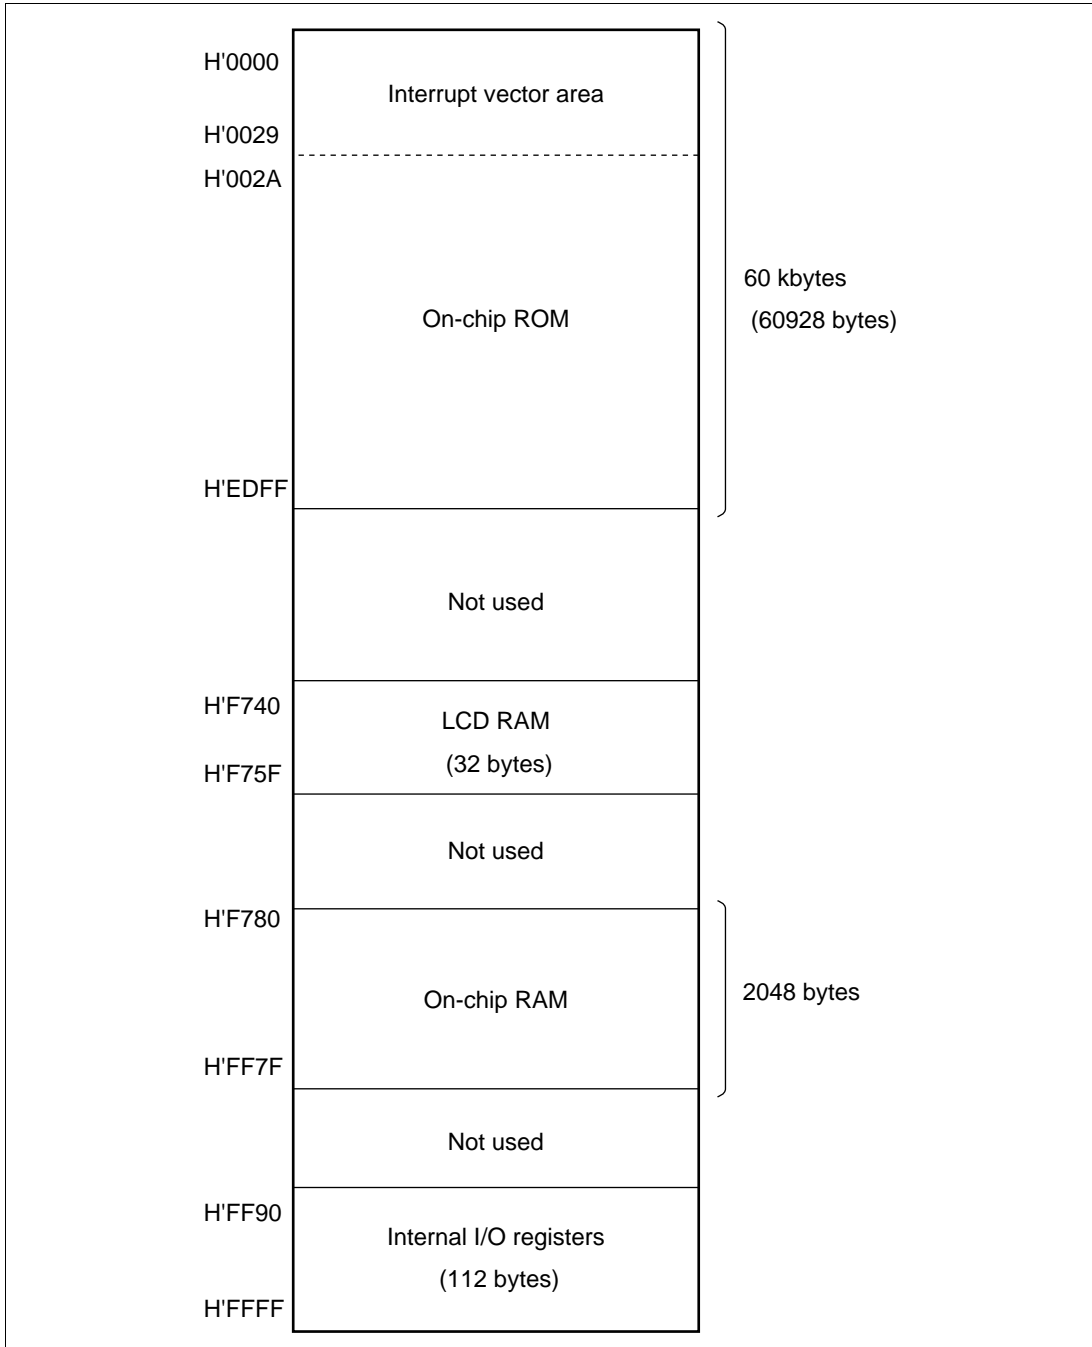 H'0000
Interrupt vector area
H'0029
H'002A
60 kbytes
On-chip ROM
(60928 bytes)
H'EDFF
Not used
H'F740
LCD RAM
(32 bytes)
H'F75F
Not used
H'F780
On-chip RAM
2048 bytes
H'FF7F
Not used
H'FF90
Internal I/O registers
(112 bytes)
H'FFFF